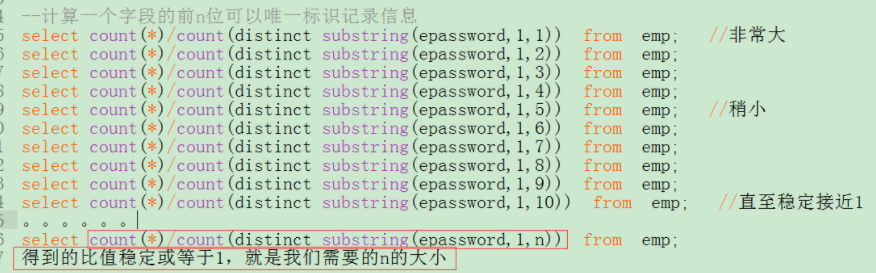 4 --计算一个字段的前n位可以唯一标识记录信息
5 select count(*)/count(distinct substring(epassword,1,1)) from emp; //非常大
6 select count(*)/count(distinct substring(epassword,1,2)) from emp;
7 select count(*)/count(distinct substring(epassword,1,3)) from emp;
8 select count(*)/count(distinct substring(epassword,1,4)) from emp;
9 select count(*)/count(distinct substring(epassword,1,5)) from emp; //稍小
0 select count(*)/count(distinct substring(epassword,1,6)) from emp;
1 select count(*)/count(distinct substring(epassword,1,7)) from emp;
2 select count(*)/count(distinct substring(epassword,1,8)) from emp;
3 select count(*)/count(distinct substring(epassword,1,9)) from emp;
4 select count(*)/count(distinct substring(epassword,1,10)) from emp; //直至稳定接近1
5 。。。。。。
6 select count(*)/count(distinct substring(epassword,1,n)) from emp;
7 得到的比值稳定或等于1，就是我们需要的n的大小